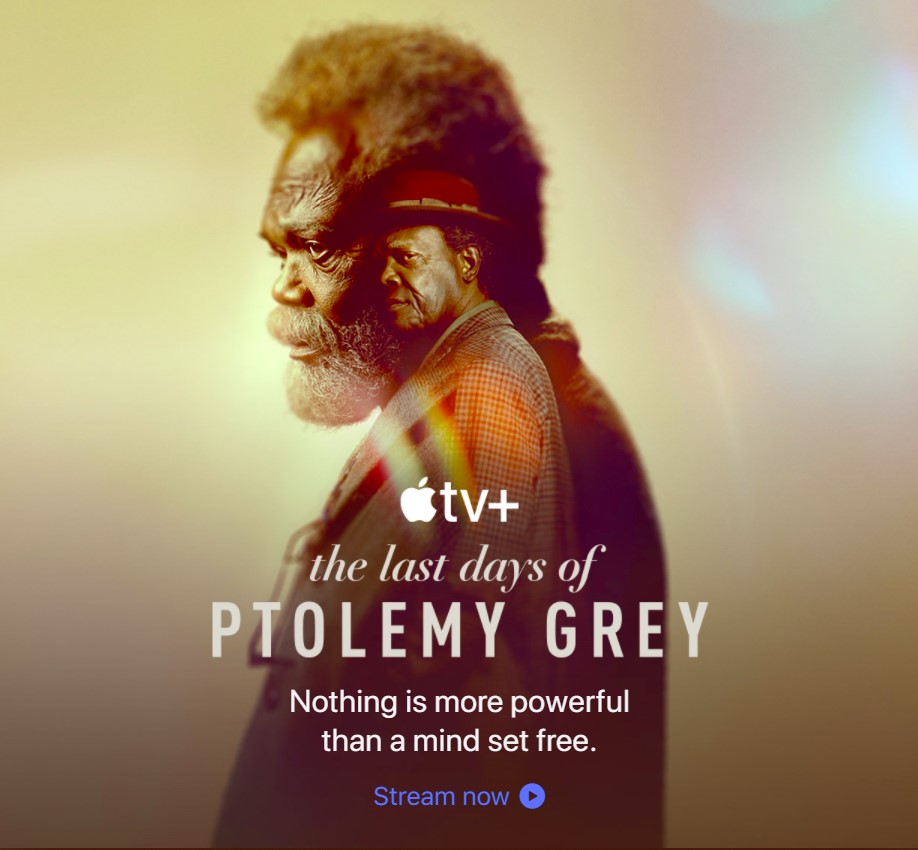 tv+
the last days of
PTOLEMY GREY
Nothing is more powerful
than a mind set free.
Stream now